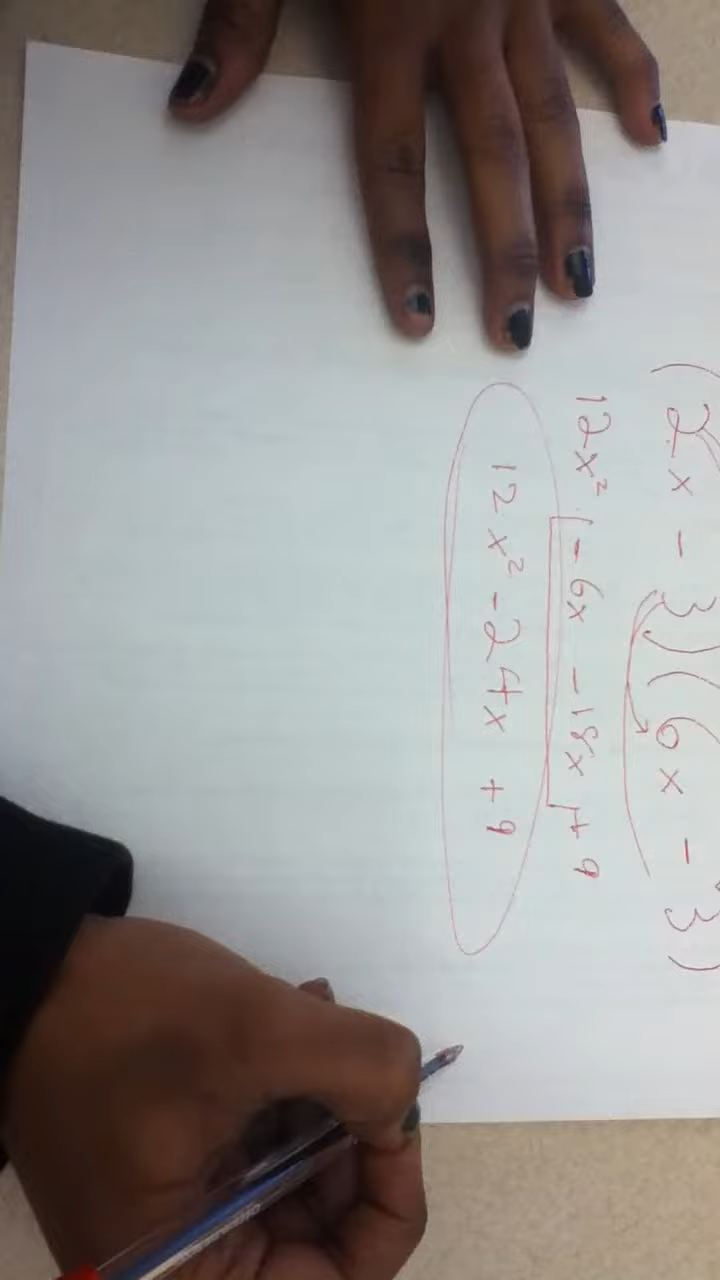 (2x - 3)(6x - 3)
12x² - 6x - 18x + 9
12x² - 24x + 9